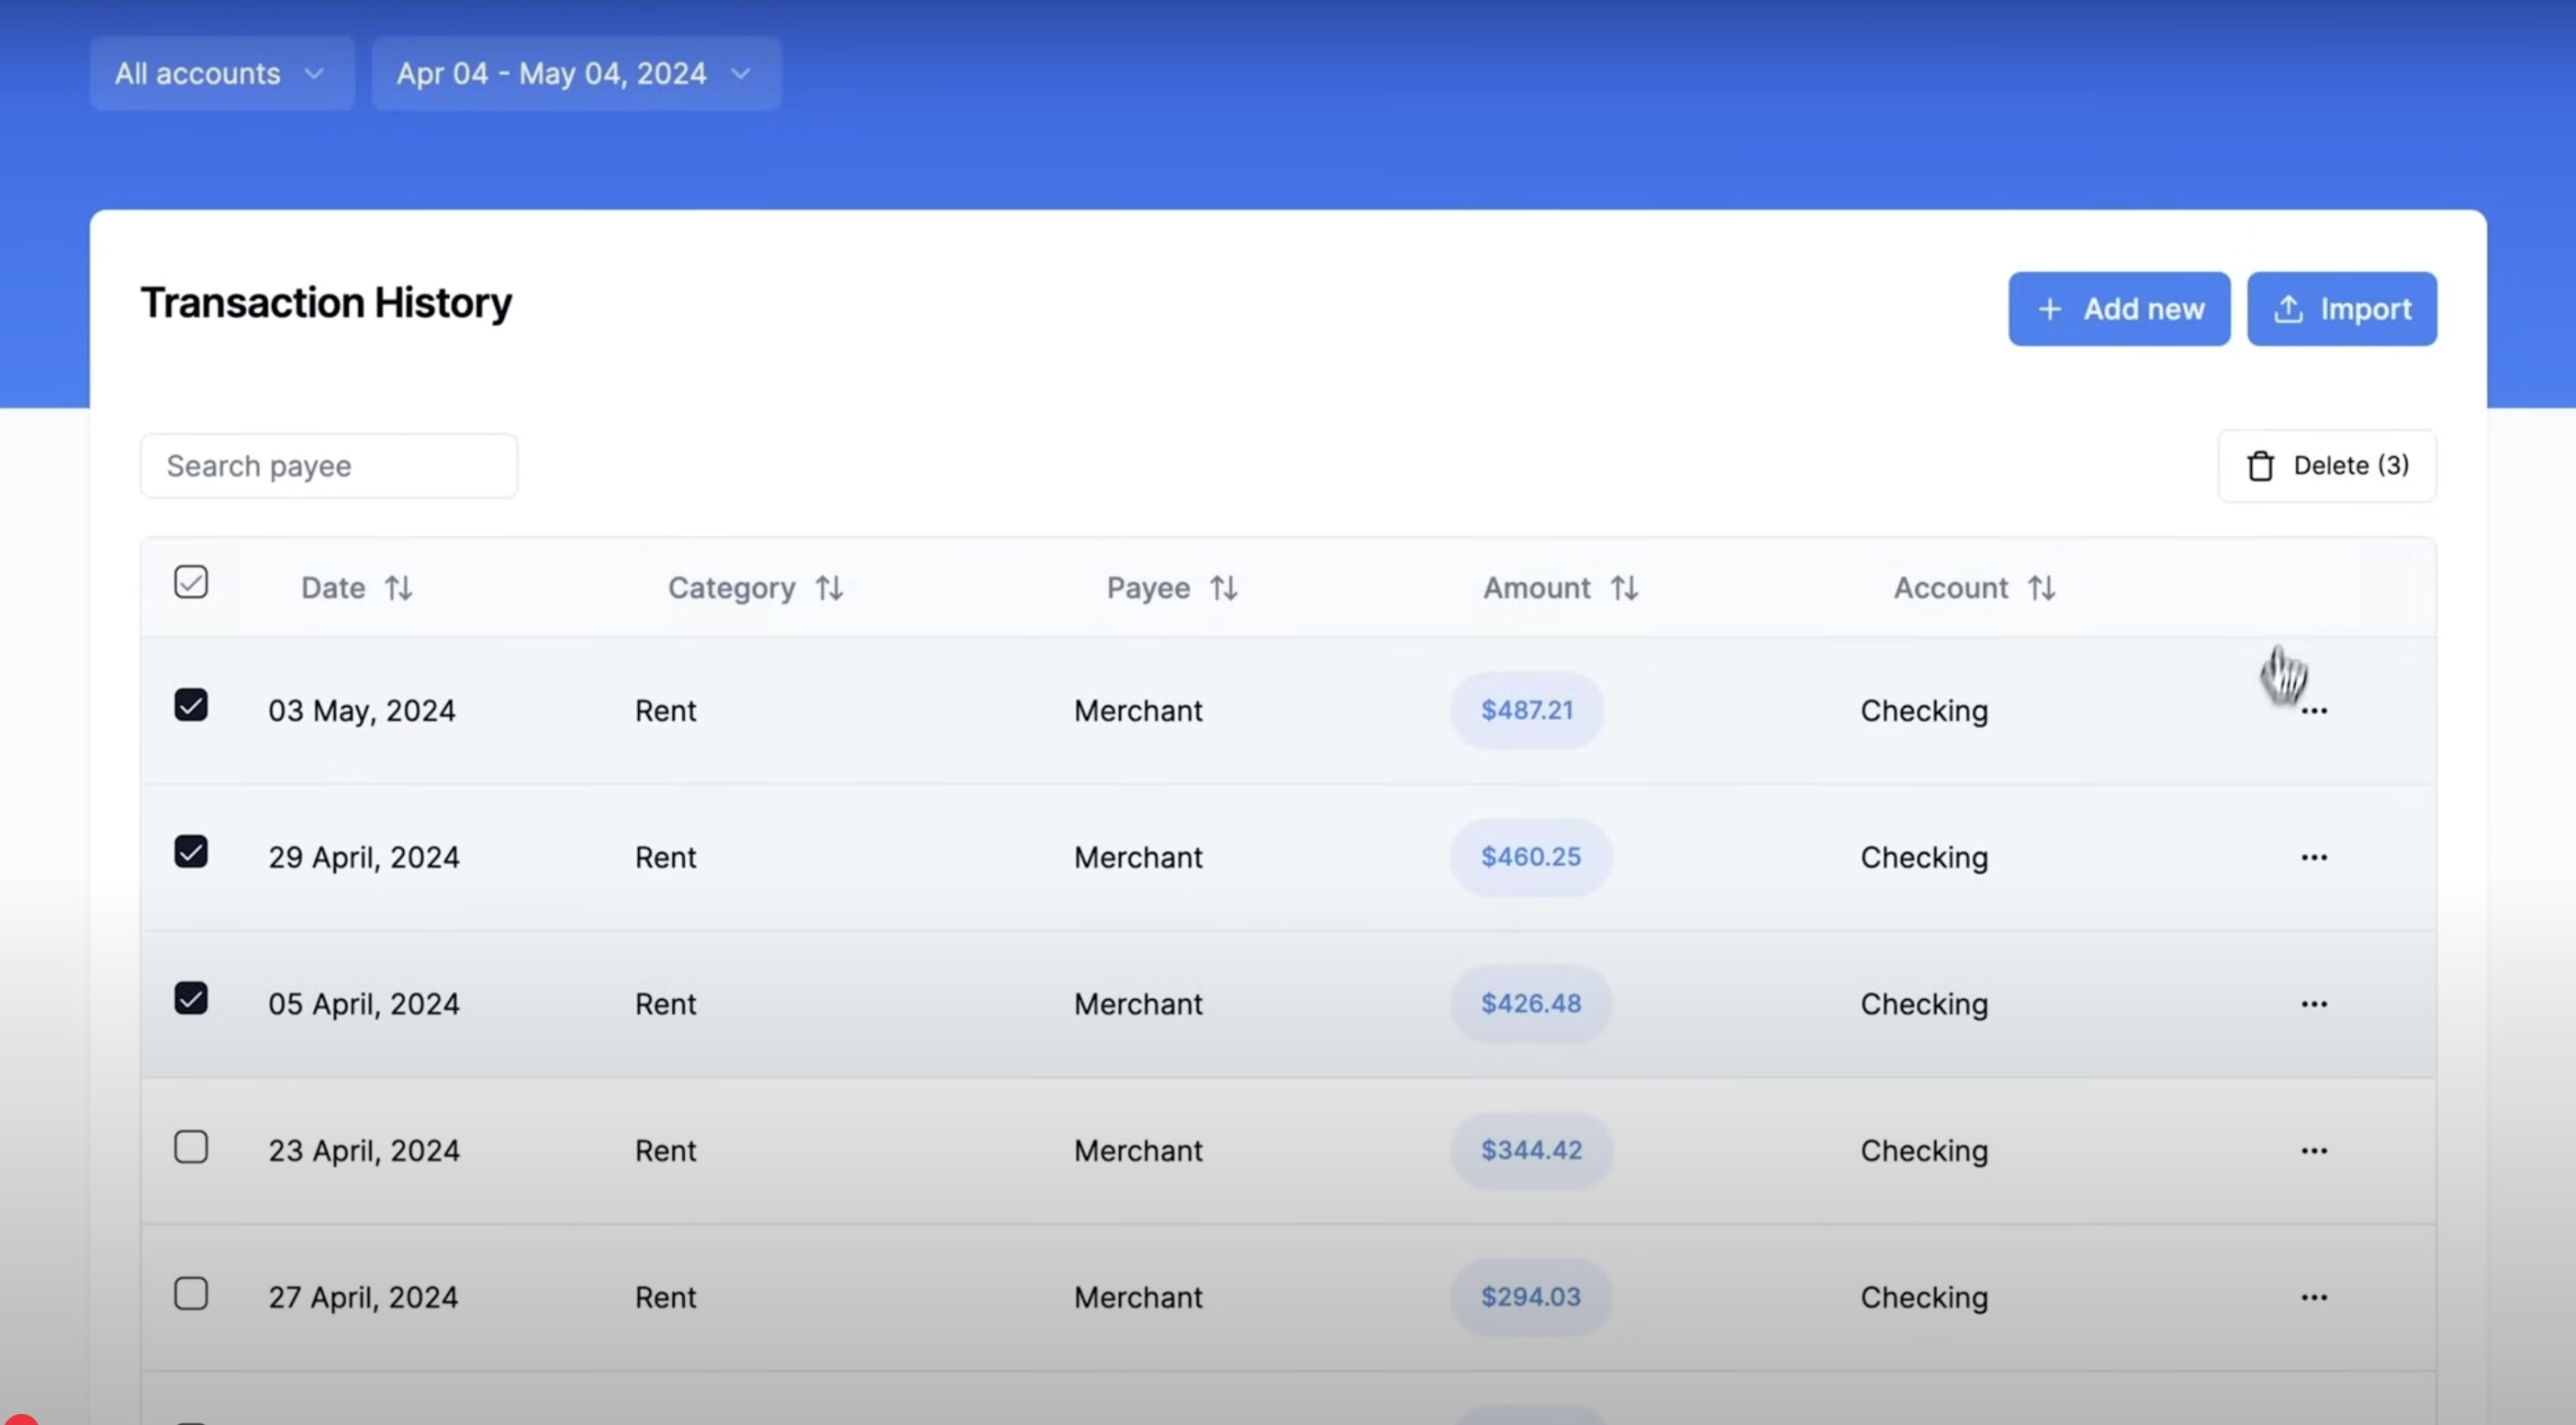 All accounts Apr 04 - May 04, 2024
Transaction History
+ Add new Import
Search payee Delete (3)
Date Category Payee Amount Account
03 May, 2024 Rent Merchant $487.21 Checking ...
29 April, 2024 Rent Merchant $460.25 Checking ...
05 April, 2024 Rent Merchant $426.48 Checking ...
23 April, 2024 Rent Merchant $344.42 Checking ...
27 April, 2024 Rent Merchant $294.03 Checking ...